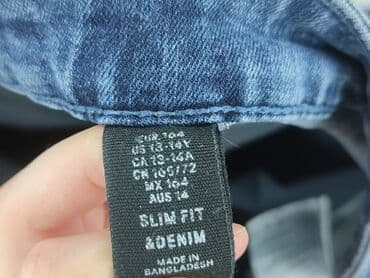 EUR 164
US 13-14Y
CA 13-14A
CN 165/72
MX 164
AUS 14
SLIM FIT
&DENIM
MADE IN
BANGLADESH